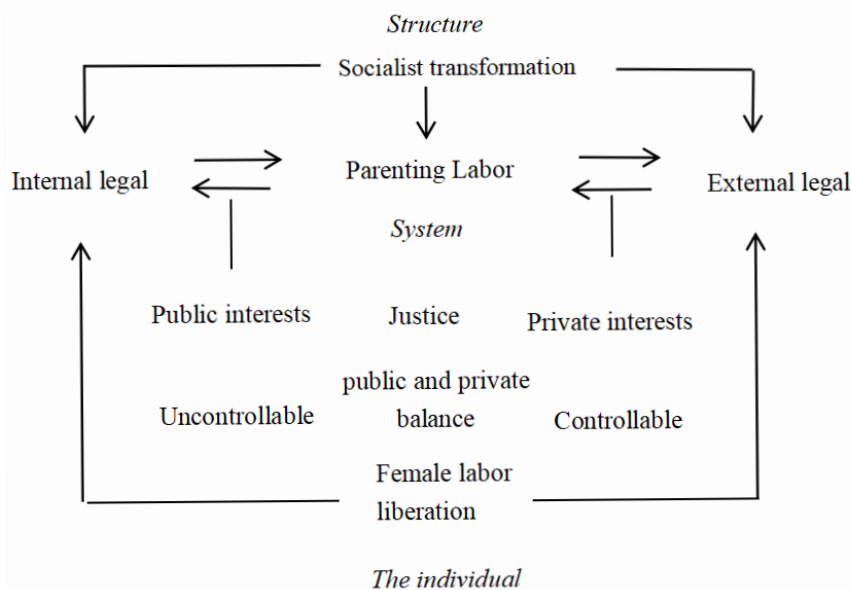 Structure
Socialist transformation
Internal legal
Parenting Labor
External legal
System
Public interests
Justice
Private interests
public and private
balance
Uncontrollable
Controllable
Female labor
liberation
The individual